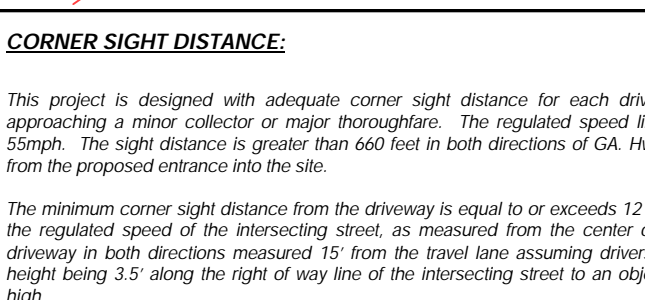 CORNER SIGHT DISTANCE:
This project is designed with adequate corner sight distance for each
approaching a minor collector or major thoroughfare. The regulated speed
55mph. The sight distance is greater than 660 feet in both directions of GA.
from the proposed entrance into the site.
The minimum corner sight distance from the driveway is equal to or exceeds 12
the regulated speed of the intersecting street, as measured from the center
driveway in both directions measured 15' from the travel lane assuming
height being 3.5' along the right of way line of the intersecting street to an
high